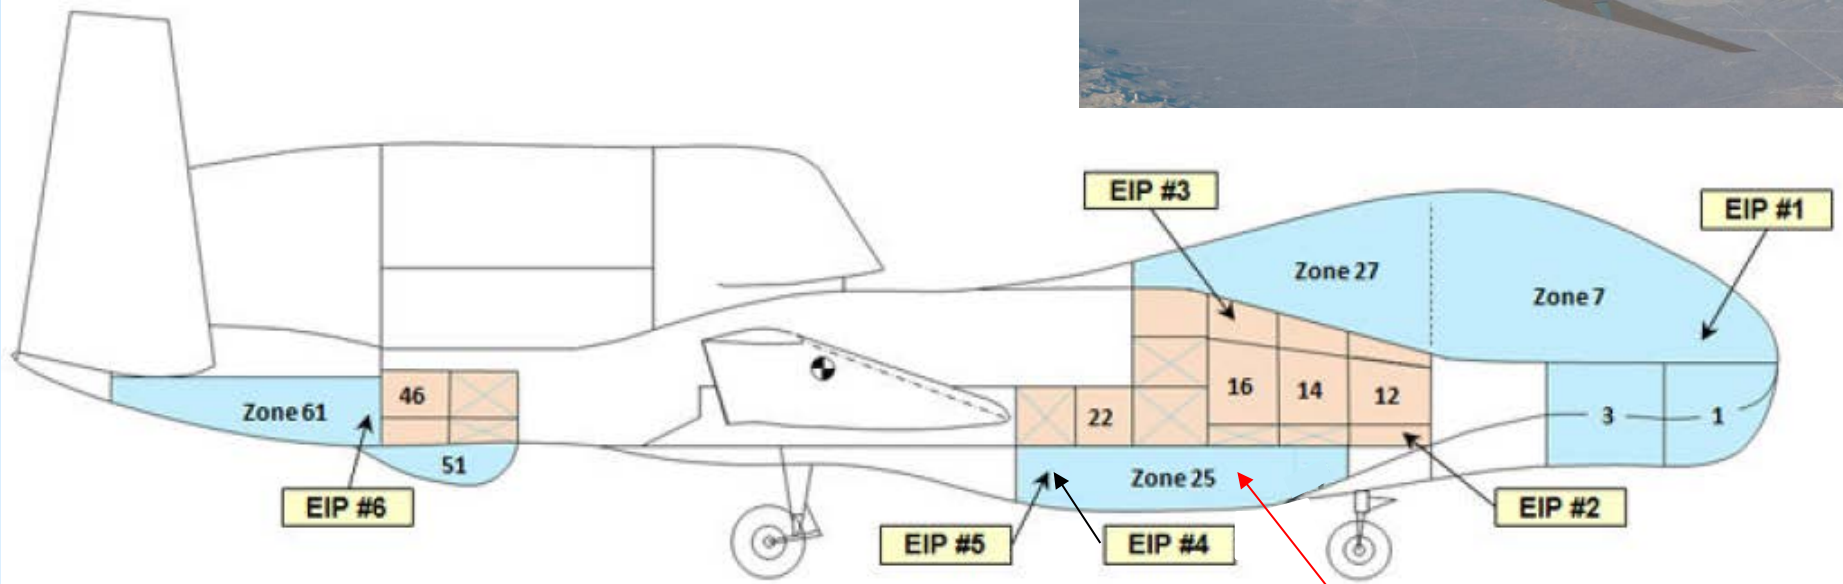 EIP #3
EIP #1
Zone 27
Zone 7
16
14
12
46
22
3
1
Zone 61
51
Zone 25
EIP #6
EIP #5
EIP #4
EIP #2